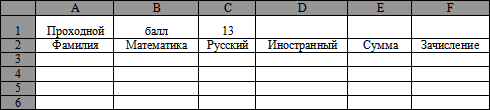 A B C D E F
1 Проходной балл 13
2 Фамилия Математика Русский Иностранный Сумма Зачисление
3
4
5
6